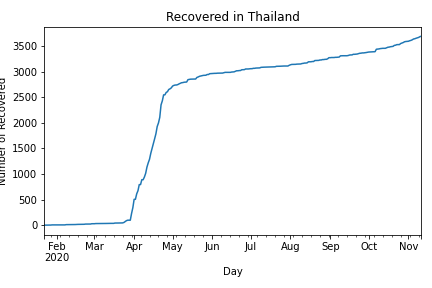 Recovered in Thailand
Number of Recovered
3500
3000
2500
2000
1500
1000
500
0
Feb Mar Apr May Jun Jul Aug Sep Oct Nov
2020
Day